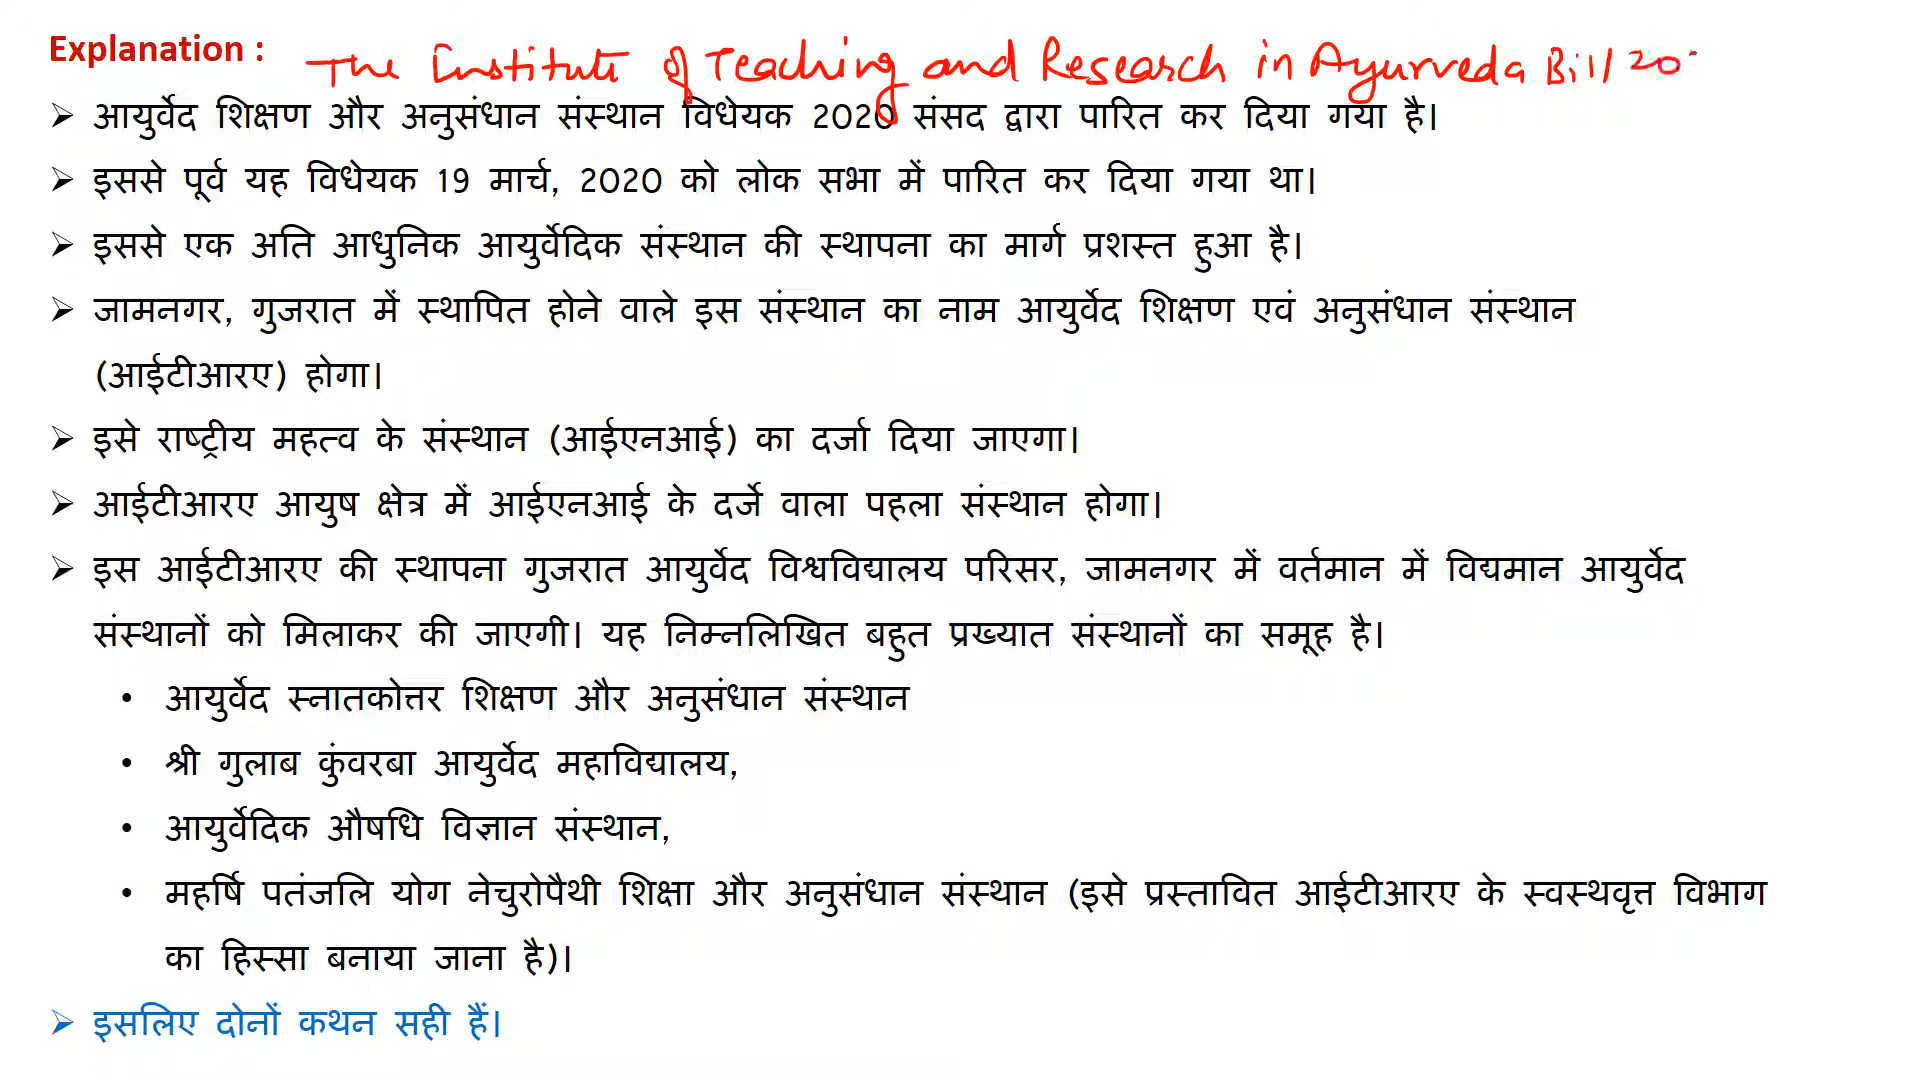 Explanation :
The Institute of Teaching and Research in Ayurveda Bill 20
➢ आयुर्वेद शिक्षण और अनुसंधान संस्थान विधेयक 2020 संसद द्वारा पारित कर दिया गया है।
➢ इससे पूर्व यह विधेयक 19 मार्च, 2020 को लोक सभा में पारित कर दिया गया था।
➢ इससे एक अति आधुनिक आयुर्वेदिक संस्थान की स्थापना का मार्ग प्रशस्त हुआ है।
➢ जामनगर, गुजरात में स्थापित होने वाले इस संस्थान का नाम आयुर्वेद शिक्षण एवं अनुसंधान संस्थान
(आईटीआरए) होगा।
➢ इसे राष्ट्रीय महत्व के संस्थान (आईएनआई) का दर्जा दिया जाएगा।
➢ आईटीआरए आयुष क्षेत्र में आईएनआई के दर्जे वाला पहला संस्थान होगा।
➢ इस आईटीआरए की स्थापना गुजरात आयुर्वेद विश्वविद्यालय परिसर, जामनगर में वर्तमान में विद्यमान आयुर्वेद
संस्थानों को मिलाकर की जाएगी। यह निम्नलिखित बहुत प्रख्यात संस्थानों का समूह है।
• आयुर्वेद स्नातकोत्तर शिक्षण और अनुसंधान संस्थान
• श्री गुलाब कुंवरबा आयुर्वेद महाविद्यालय,
• आयुर्वेदिक औषधि विज्ञान संस्थान,
• महर्षि पतंजलि योग नेचुरोपैथी शिक्षा और अनुसंधान संस्थान (इसे प्रस्तावित आईटीआरए के स्वस्थवृत्त विभाग
का हिस्सा बनाया जाना है)।
➢ इसलिए दोनों कथन सही हैं।